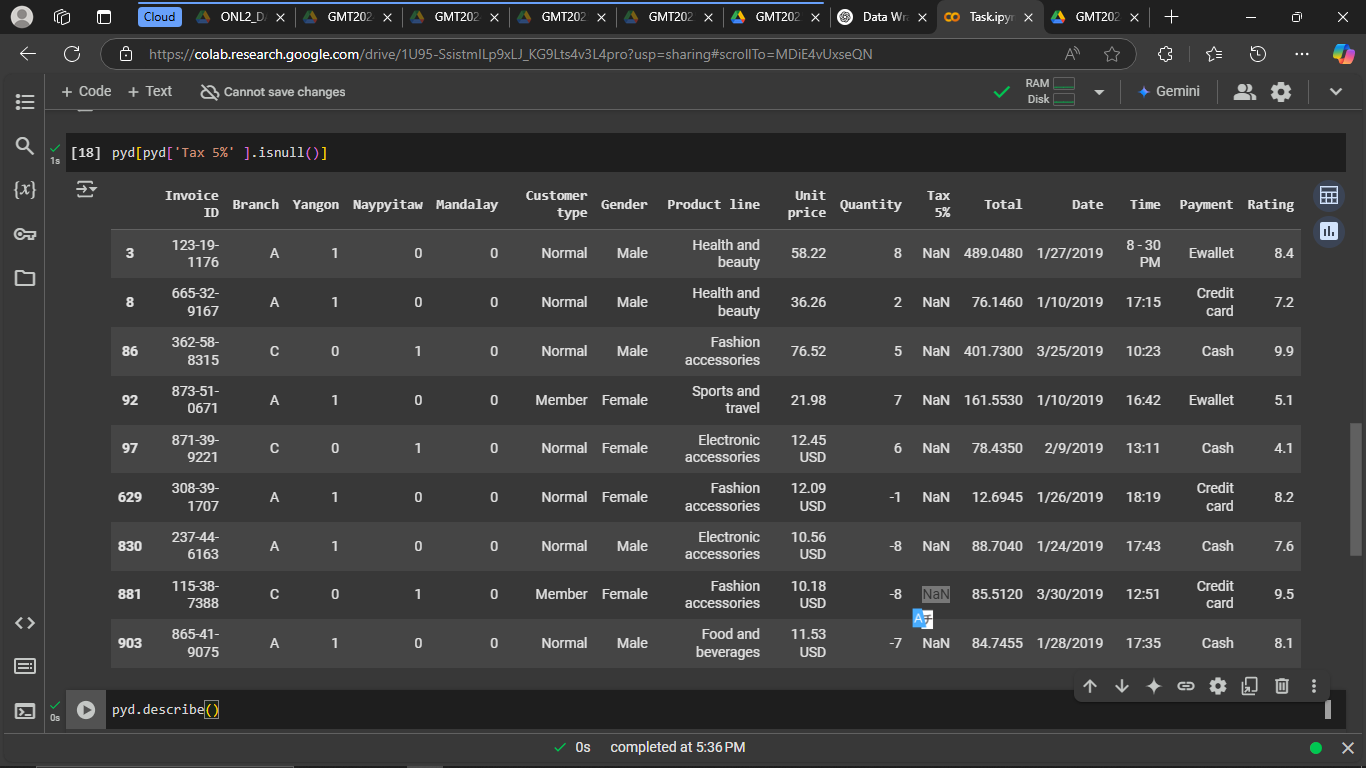 Cloud
ONL2_DA
GMT202
GMT202
GMT202
GMT202
GMT202
Data Wra
Task.ipyn
GMT202
https://colab.research.google.com/drive/1U95-SsistmILp9xLJ_KG9Lts4v3L4pro?usp=sharing#scrollTo=MDiE4vUxseQN
+ Code + Text Cannot save changes
RAM
Disk
Gemini
[18] pyd[pyd['Tax 5%' ].isnull()]
1s
Invoice ID Branch Yangon Naypyitaw Mandalay Customer type Gender Product line Unit price Quantity Tax 5% Total Date Time Payment Rating
3 123-19-1176 A 1 0 0 Normal Male Health and beauty 58.22 8 NaN 489.0480 1/27/2019 8 - 30 PM Ewallet 8.4
8 665-32-9167 A 1 0 0 Normal Male Health and beauty 36.26 2 NaN 76.1460 1/10/2019 17:15 Credit card 7.2
86 362-58-8315 C 0 1 0 Normal Male Fashion accessories 76.52 5 NaN 401.7300 3/25/2019 10:23 Cash 9.9
92 873-51-0671 A 1 0 0 Member Female Sports and travel 21.98 7 NaN 161.5530 1/10/2019 16:42 Ewallet 5.1
97 871-39-9221 C 0 1 0 Normal Female Electronic accessories 12.45 USD 6 NaN 78.4350 2/9/2019 13:11 Cash 4.1
629 308-39-1707 A 1 0 0 Normal Female Fashion accessories 12.09 USD -1 NaN 12.6945 1/26/2019 18:19 Credit card 8.2
830 237-44-6163 A 1 0 0 Normal Male Electronic accessories 10.56 USD -8 NaN 88.7040 1/24/2019 17:43 Cash 7.6
881 115-38-7388 C 0 1 0 Member Female Fashion accessories 10.18 USD -8 NaN 85.5120 3/30/2019 12:51 Credit card 9.5
903 865-41-9075 A 1 0 0 Normal Male Food and beverages 11.53 USD -7 NaN 84.7455 1/28/2019 17:35 Cash 8.1
pyd.describe()
0s
0s completed at 5:36 PM